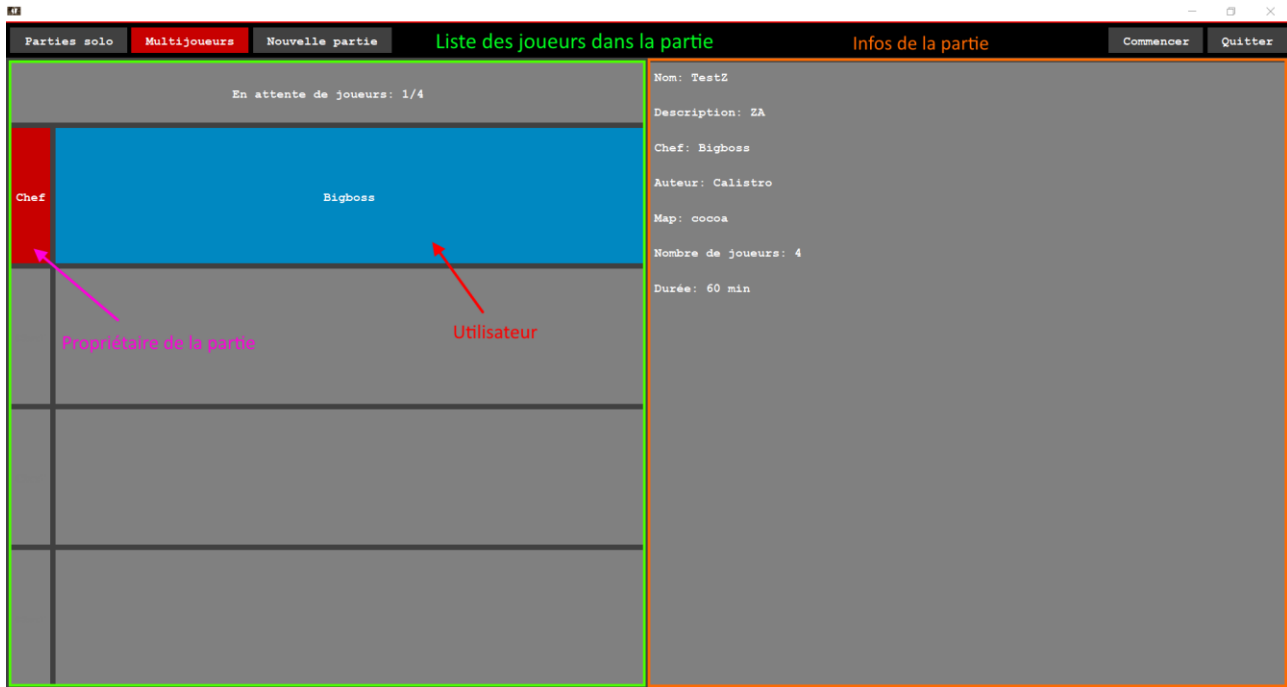 Parties solo Multijoueurs Nouvelle partie Liste des joueurs dans la partie Infos de la partie Commencer Quitter
En attente de joueurs: 1/4
Chef Bigboss
Propriétaire de la partie
Utilisateur
Nom: TestZ
Description: ZA
Chef: Bigboss
Auteur: Calistro
Map: cocoa
Nombre de joueurs: 4
Durée: 60 min